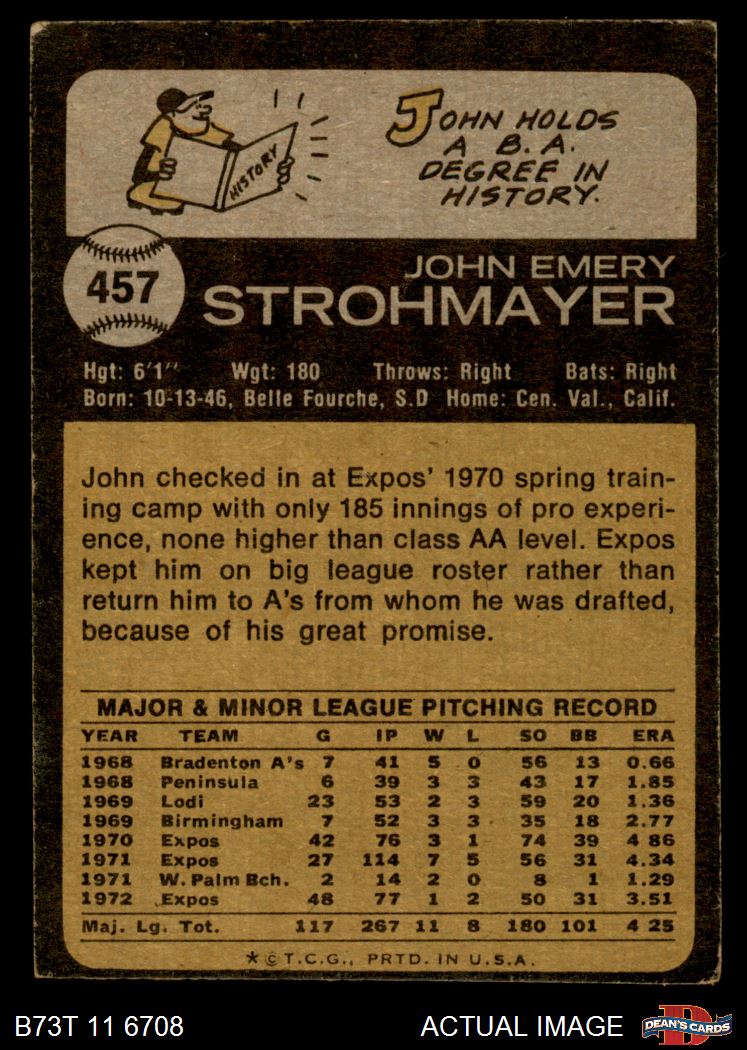 HISTORY
JOHN HOLDS
A B.A.
DEGREE IN
HISTORY.
457
JOHN EMERY
STROHMAYER
Hgt: 6'1" Wgt: 180 Throws: Right Bats: Right
Born: 10-13-46, Belle Fourche, S.D Home: Cen. Val., Calif.
John checked in at Expos' 1970 spring train-
ing camp with only 185 innings of pro experi-
ence, none higher than class AA level. Expos
kept him on big league roster rather than
return him to A's from whom he was drafted,
because of his great promise.
MAJOR & MINOR LEAGUE PITCHING RECORD
YEAR TEAM G IP W L SO BB ERA
1968 Bradenton A's 7 41 5 0 56 13 0.66
1968 Peninsula 6 39 3 3 43 17 1.85
1969 Lodi 23 53 2 3 59 20 1.36
1969 Birmingham 7 52 3 3 35 18 2.77
1970 Expos 42 76 3 1 74 39 4 86
1971 Expos 27 114 7 5 56 31 4.34
1971 W. Palm Bch. 2 14 2 0 8 1 1.29
1972 Expos 48 77 1 2 50 31 3.51
Maj. Lg. Tot. 117 267 11 8 180 101 4 25
*© T.C.G., PRTD. IN U.S.A.
B73T 11 6708 ACTUAL IMAGE D DEAN'S CARDS